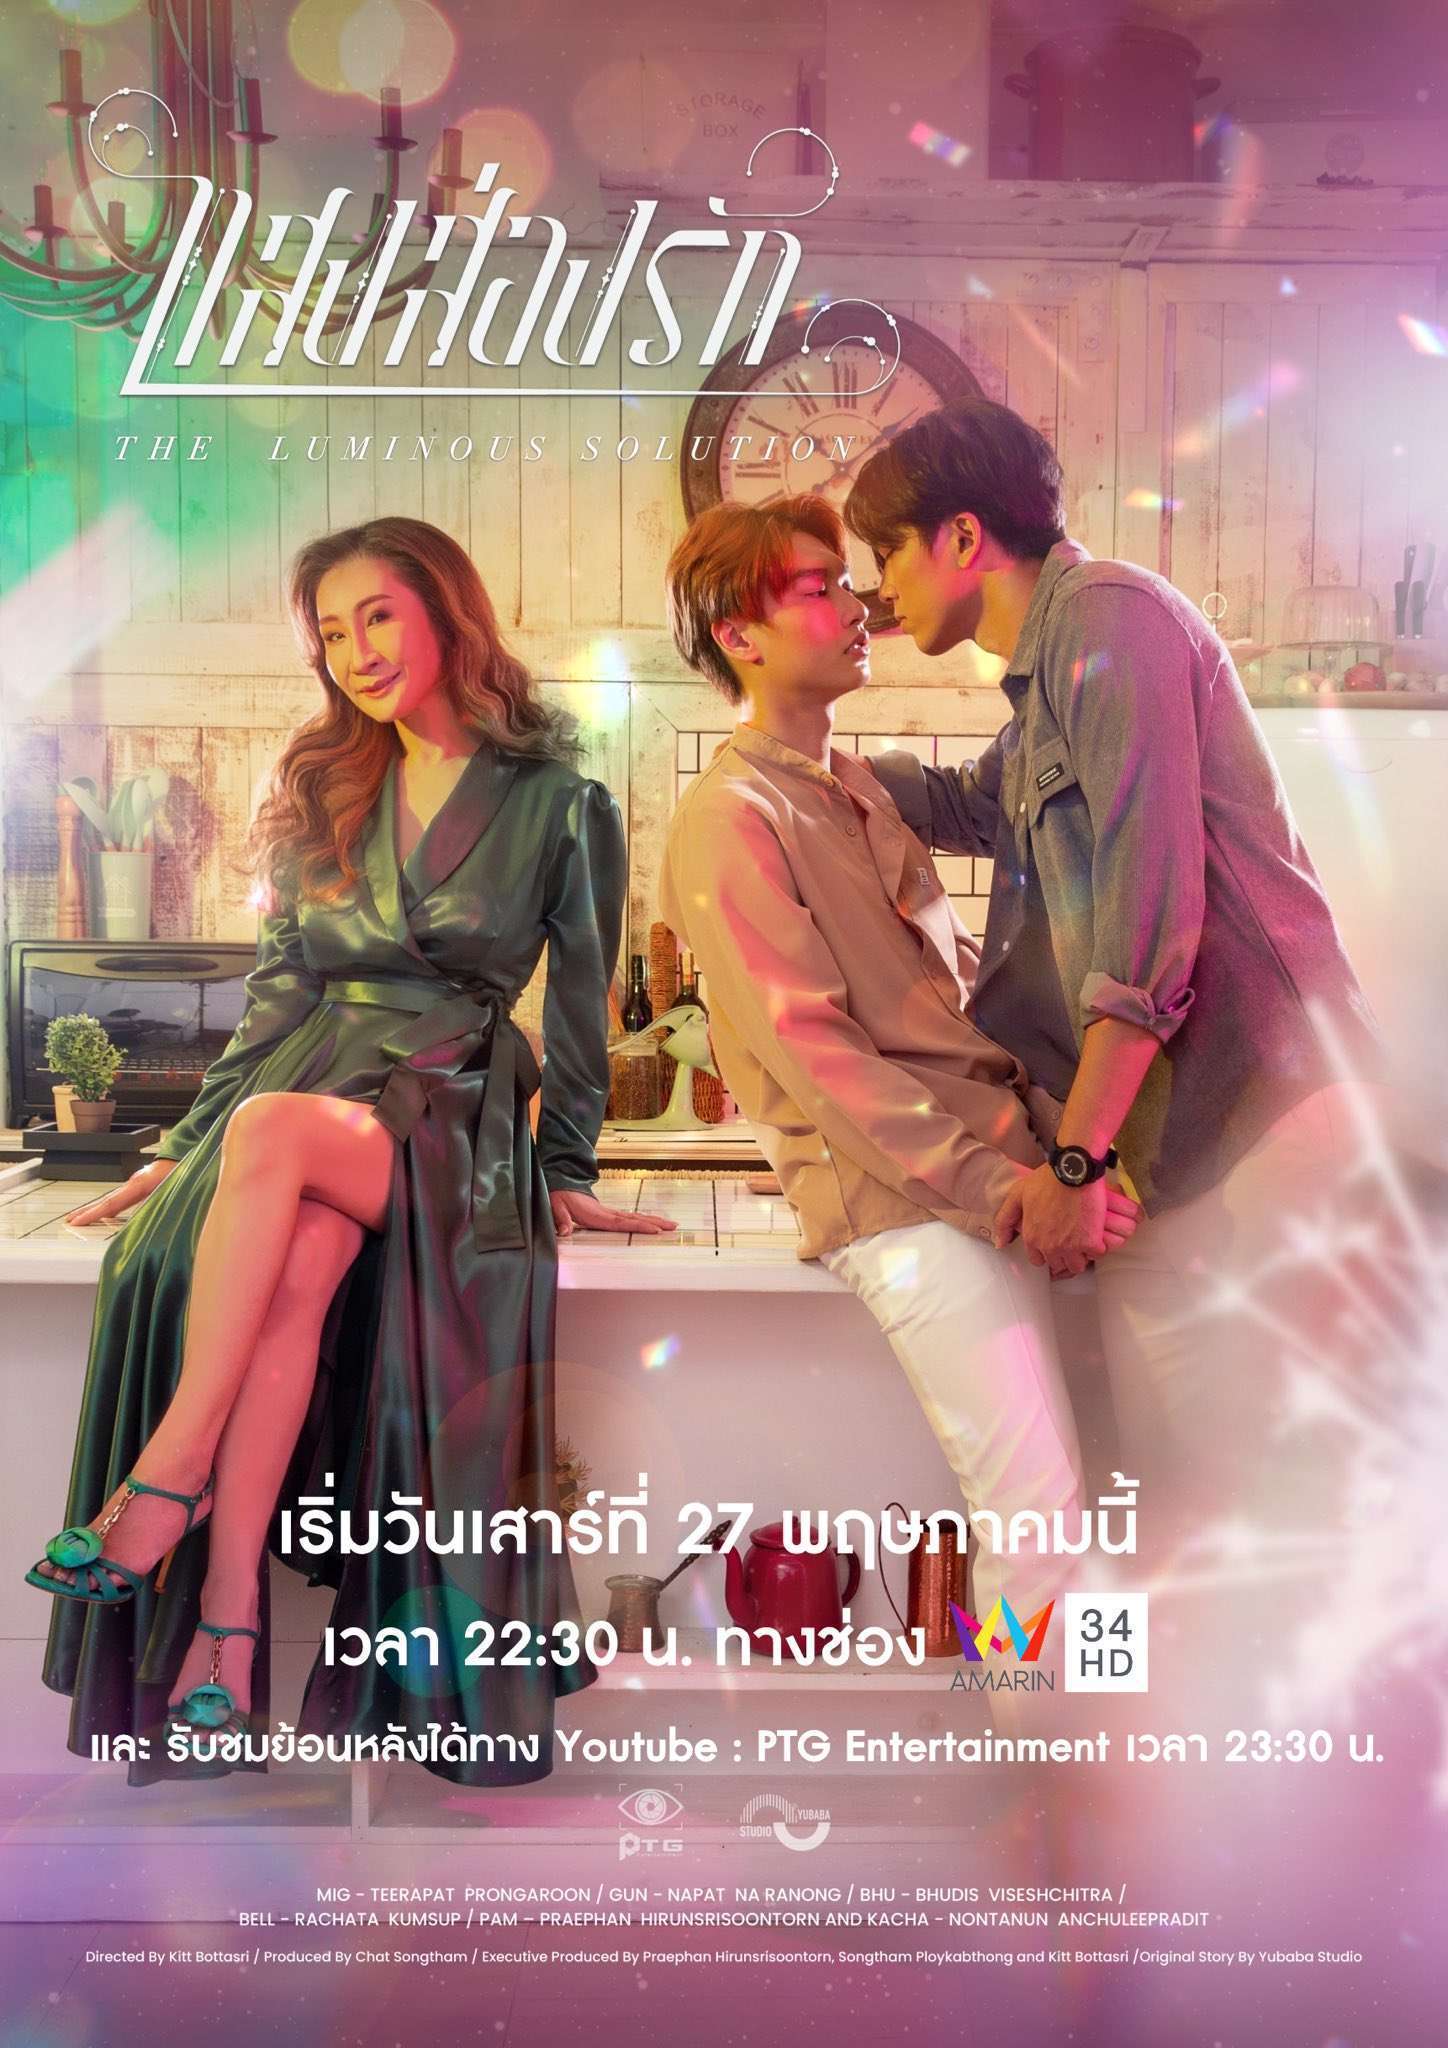 STORAGE
BOX
แสงส่องรัก
THE LUMINOUS SOLUTION
เริ่มวันเสาร์ที่ 27 พฤษภาคมนี้
เวลา 22:30 น. ทางช่อง AMARIN 34 HD
และ รับชมย้อนหลังได้ทาง Youtube : PTG Entertainment เวลา 23:30 น.
PTG
YUBABA
STUDIO
MIG - TEERAPAT PRONGAROON / GUN - NAPAT NA RANONG / BHU - BHUDIS VISESHCHITRA /
BELL - RACHATA KUMSUP / PAM – PRAEPHAN HIRUNSRISOONTORN AND KACHA - NONTANUN ANCHULEEPRADIT
Directed By Kitt Bottasri / Produced By Chat Songtham / Executive Produced By Praephan Hirunsrisoontorn, Songtham Ploykabthong and Kitt Bottasri /Original Story By Yubaba Studio